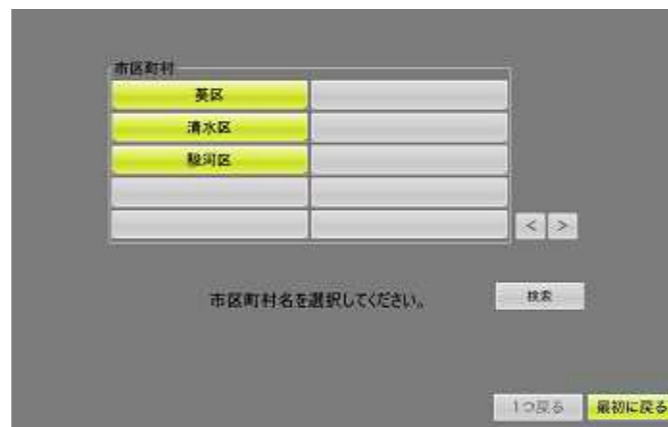 市区町村
葵区
清水区
駿河区
< >
市区町村名を選択してください。
検索
1つ戻る
最初に戻る